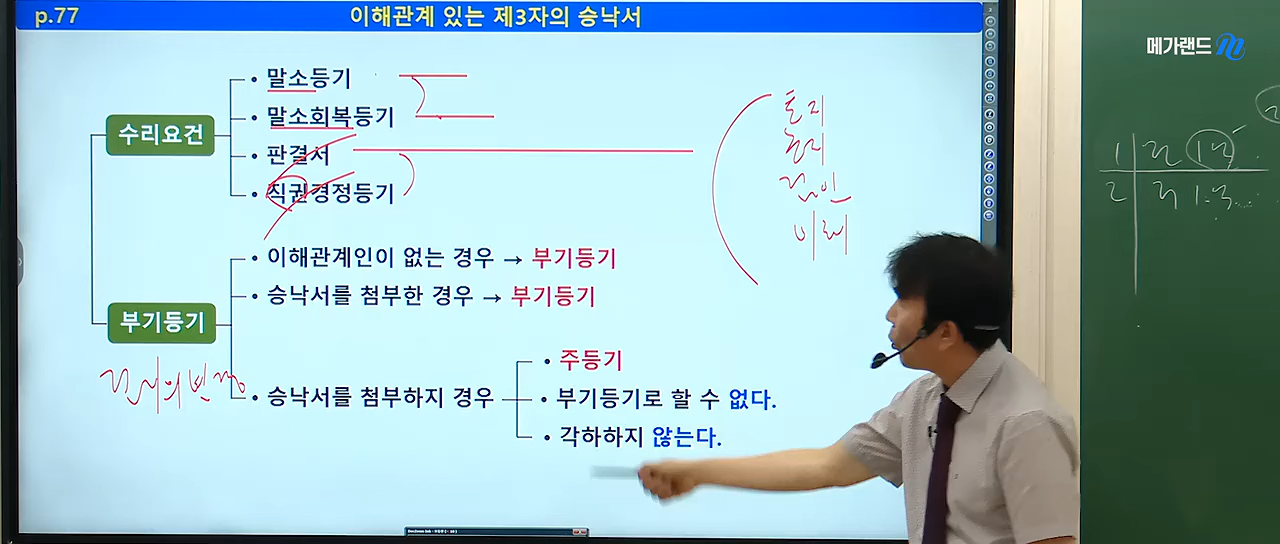 p.77 이해관계 있는 제3자의 승낙서
메가랜드
수리요건
• 말소등기
• 말소회복등기
• 판결서
• 직권경정등기
부기등기
• 이해관계인이 없는 경우 → 부기등기
• 승낙서를 첨부한 경우 → 부기등기
• 승낙서를 첨부하지 경우
• 주등기
• 부기등기로 할 수 없다.
• 각하하지 않는다.